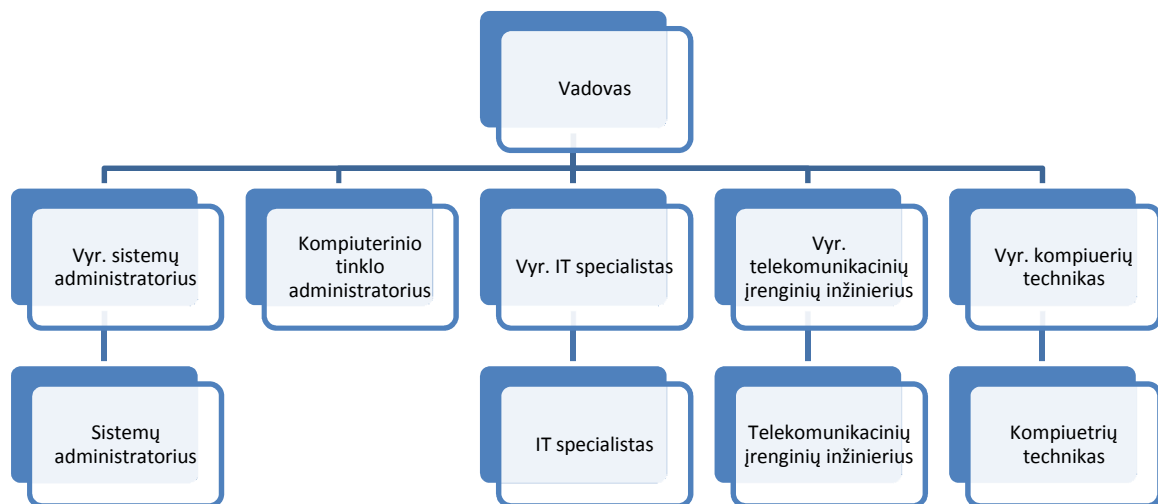 Vadovas
Vyr. sistemų
administratorius
Kompiuterinio
tinklo
administratorius
Vyr. IT specialistas
Vyr.
telekomunikacinių
įrenginių inžinierius
Vyr. kompiuerių
technikas
Sistemų
administratorius
IT specialistas
Telekomunikacinių
įrenginių inžinierius
Kompiuetrių
technikas